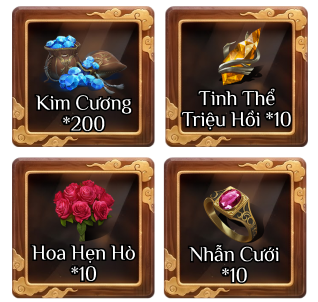 Kim Cương
*200
Tinh Thể
Triệu Hồi *10
Hoa Hẹn Hò
*10
Nhẫn Cưới
*10